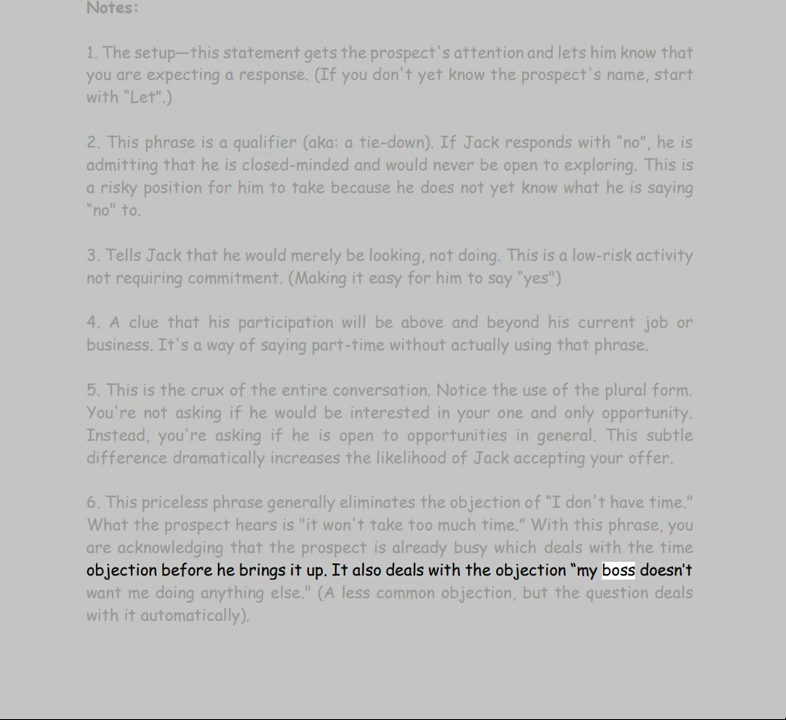 Notes:
1. The setup—this statement gets the prospect's attention and lets him know that
you are expecting a response. (If you don't yet know the prospect's name, start
with “Let”.)
2. This phrase is a qualifier (aka: a tie-down). If Jack responds with “no”, he is
admitting that he is closed-minded and would never be open to exploring. This is
a risky position for him to take because he does not yet know what he is saying
“no" to.
3. Tells Jack that he would merely be looking, not doing. This is a low-risk activity
not requiring commitment. (Making it easy for him to say “yes")
4. A clue that his participation will be above and beyond his current job or
business. It's a way of saying part-time without actually using that phrase.
5. This is the crux of the entire conversation. Notice the use of the plural form.
You're not asking if he would be interested in your one and only opportunity.
Instead, you're asking if he is open to opportunities in general. This subtle
difference dramatically increases the likelihood of Jack accepting your offer.
6. This priceless phrase generally eliminates the objection of “I don't have time."
What the prospect hears is "it won't take too much time.” With this phrase, you
are acknowledging that the prospect is already busy which deals with the time
objection before he brings it up. It also deals with the objection “my boss doesn’t
want me doing anything else." (A less common objection, but the question deals
with it automatically).